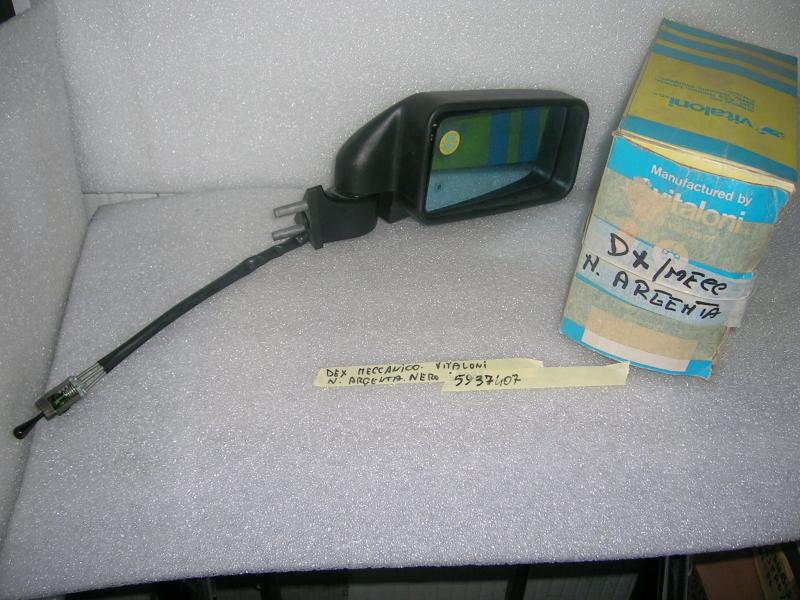 vitaloni
Manufactured by
vitaloni
DX/MECC
N. ARGENTA
DEX MECCANICO. VITALONI
N. ARGENTA. NERO
5937407